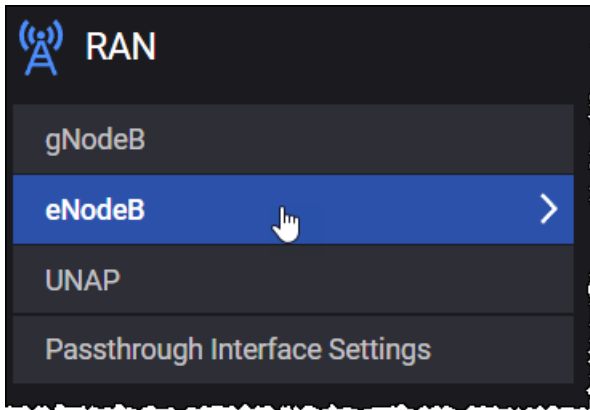 RAN
gNodeB
eNodeB
UNAP
Passthrough Interface Settings